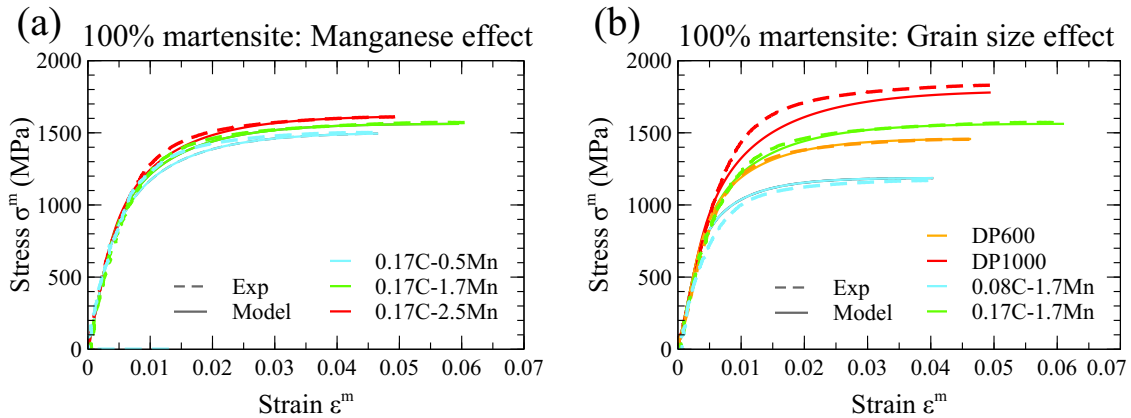 (a)
100% martensite: Manganese effect
2000
1500
1000
500
0
Stress σᵐ (MPa)
Exp
Model
0.17C-0.5Mn
0.17C-1.7Mn
0.17C-2.5Mn
0 0.01 0.02 0.03 0.04 0.05 0.06 0.07
Strain εᵐ
(b)
100% martensite: Grain size effect
2000
1500
1000
500
0
Stress σᵐ (MPa)
Exp
Model
DP600
DP1000
0.08C-1.7Mn
0.17C-1.7Mn
0 0.01 0.02 0.03 0.04 0.05 0.06 0.07
Strain εᵐ